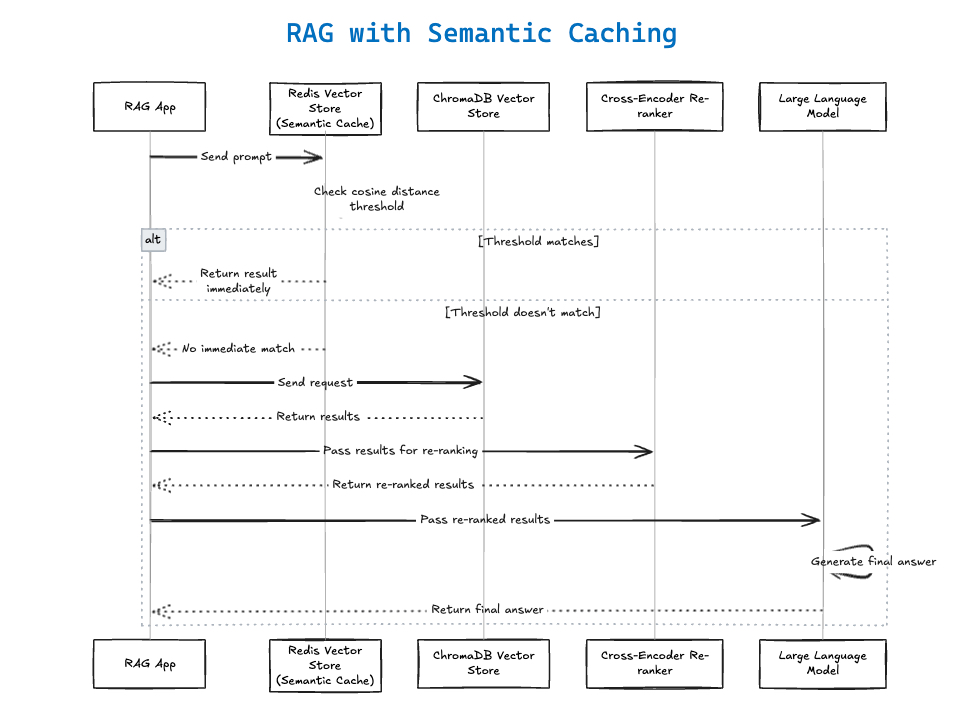 RAG with Semantic Caching
RAG App
Redis Vector
Store
(Semantic Cache)
ChromaDB Vector
Store
Cross-Encoder Re-
ranker
Large Language
Model
Send prompt
Check cosine distance
threshold
alt
[Threshold matches]
Return result
immediately
[Threshold doesn't match]
No immediate match
Send request
Return results
Pass results for re-ranking
Return re-ranked results
Pass re-ranked results
Generate final answer
Return final answer
RAG App
Redis Vector
Store
(Semantic Cache)
ChromaDB Vector
Store
Cross-Encoder Re-
ranker
Large Language
Model